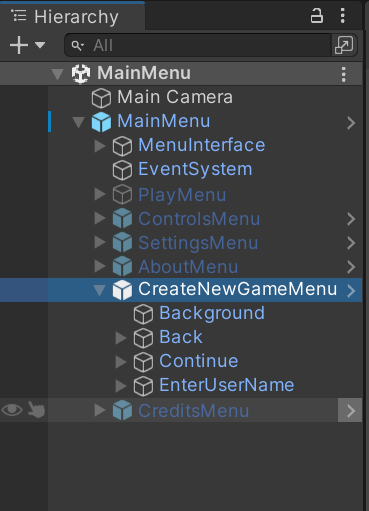 Hierarchy
All
MainMenu
Main Camera
MainMenu
MenuInterface
EventSystem
PlayMenu
ControlsMenu
SettingsMenu
AboutMenu
CreateNewGameMenu
Background
Back
Continue
EnterUserName
CreditsMenu